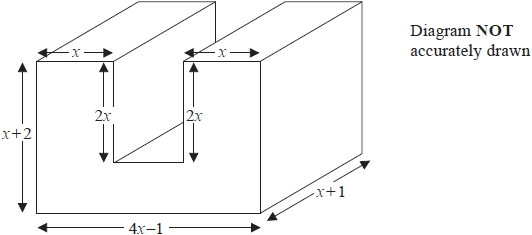 Diagram NOT
accurately drawn
x
x
2x
2x
x+2
x+1
4x–1